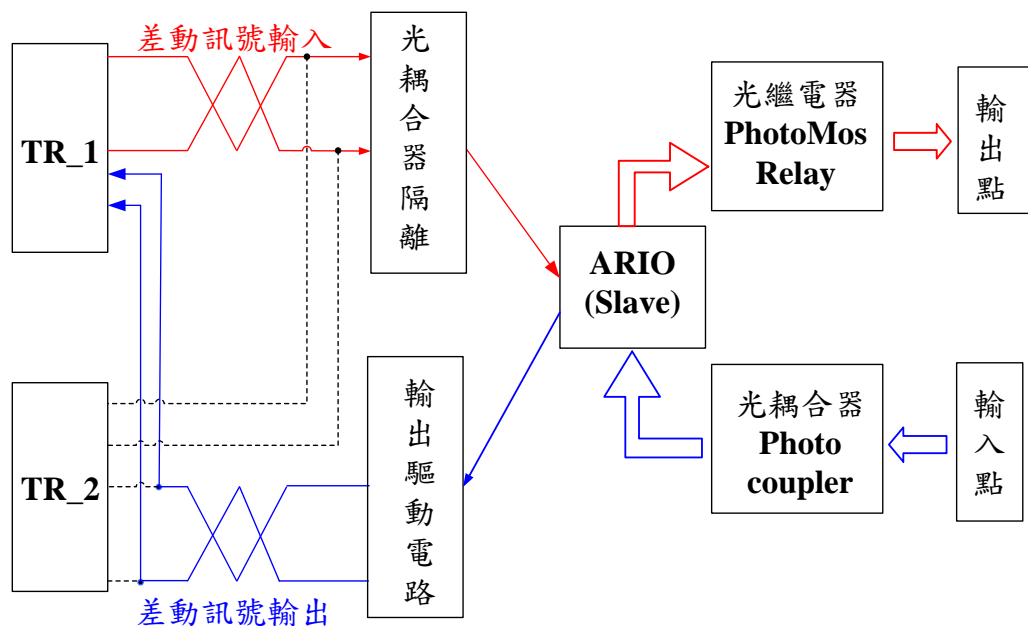 差動訊號輸入
TR_1
光耦合器隔離
光繼電器
PhotoMos
Relay
輸出點
ARIO
(Slave)
TR_2
輸出驅動電路
光耦合器
Photo
coupler
輸入點
差動訊號輸出